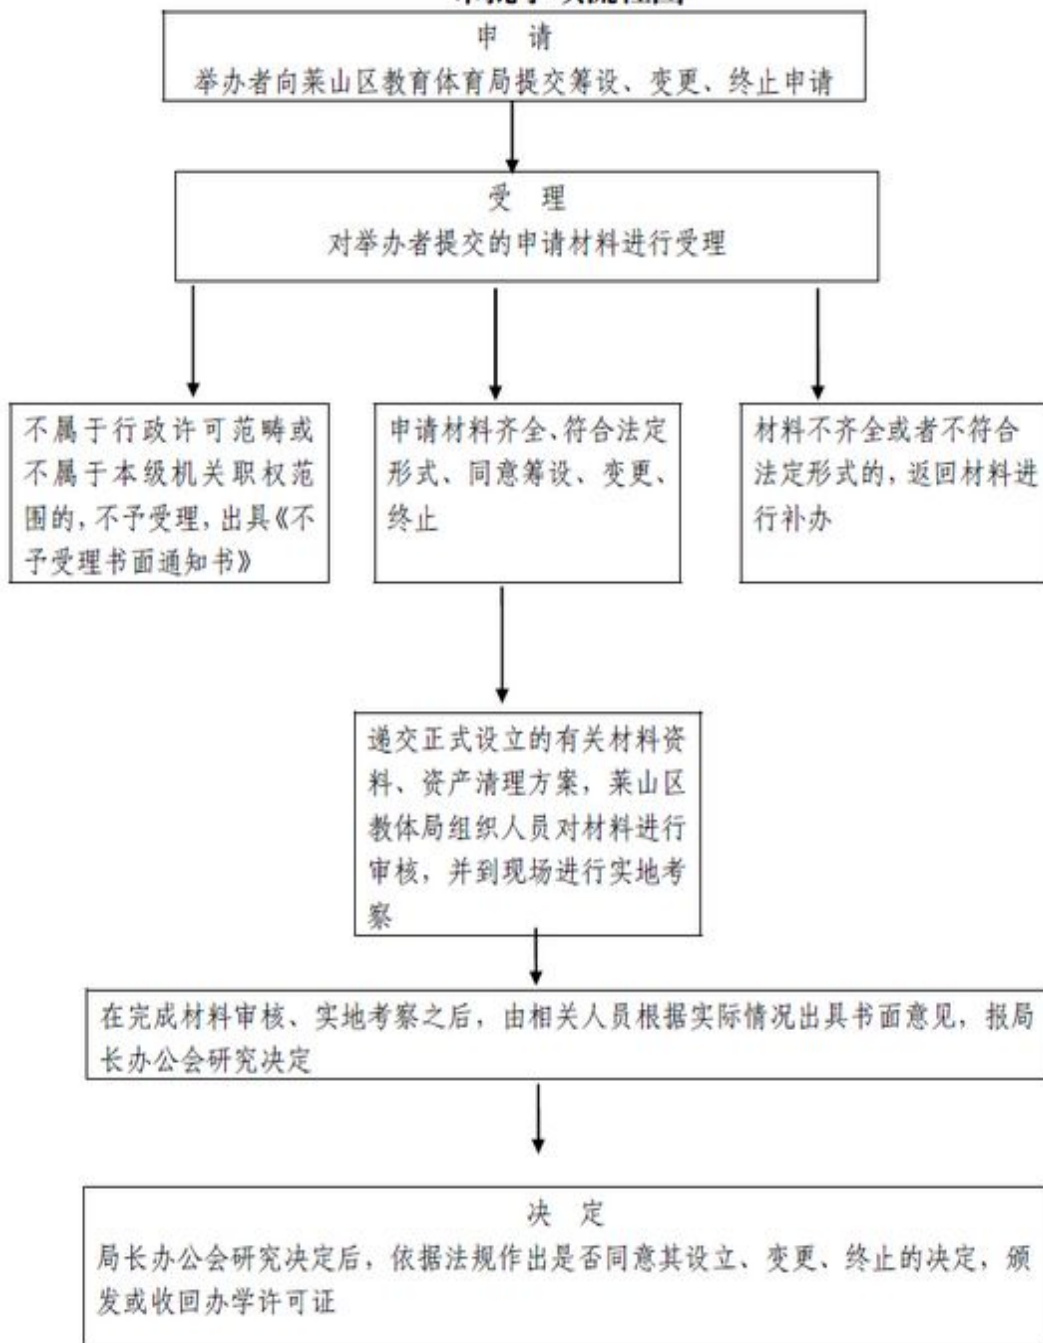 申 请
举办者向莱山区教育体育局提交筹设、变更、终止申请
受 理
对举办者提交的申请材料进行受理
不属于行政许可范畴或
不属于本级机关职权范
围的，不予受理，出具《不
予受理书面通知书》
申请材料齐全、符合法定
形式、同意筹设、变更、
终止
材料不齐全或者不符合
法定形式的，返回材料进
行补办
递交正式设立的有关材料资
料、资产清理方案，莱山区
教体局组织人员对材料进行
审核，并到现场进行实地考
察
在完成材料审核、实地考察之后，由相关人员根据实际情况出具书面意见，报局
长办公会研究决定
决 定
局长办公会研究决定后，依据法规作出是否同意其设立、变更、终止的决定，颁
发或收回办学许可证